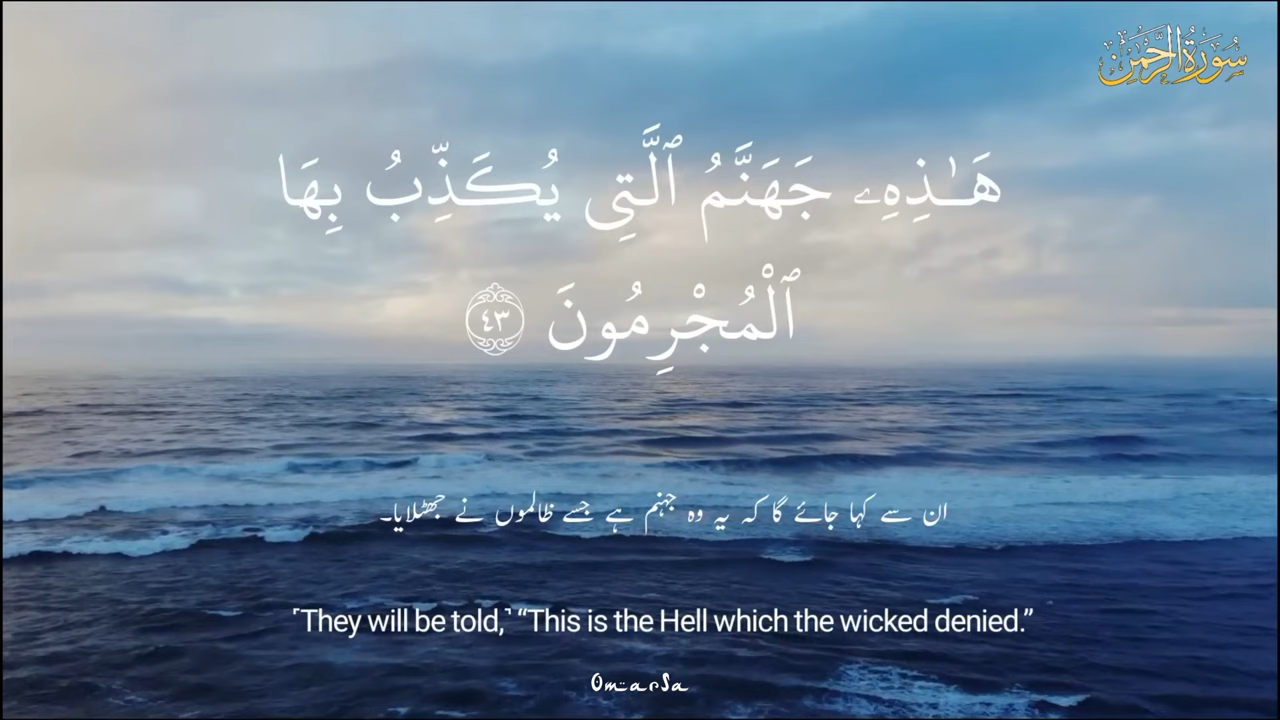 سُورَةُ الرَّحْمٰن
هَـٰذِهِۦ جَهَنَّمُ ٱلَّتِى يُكَذِّبُ بِهَا
ٱلْمُجْرِمُونَ ٤٣
ان سے کہا جائے گا کہ یہ وہ جہنم ہے جسے ظالموں نے جھٹلایا۔
⸢They will be told,⸣ “This is the Hell which the wicked denied.”
OmarSa